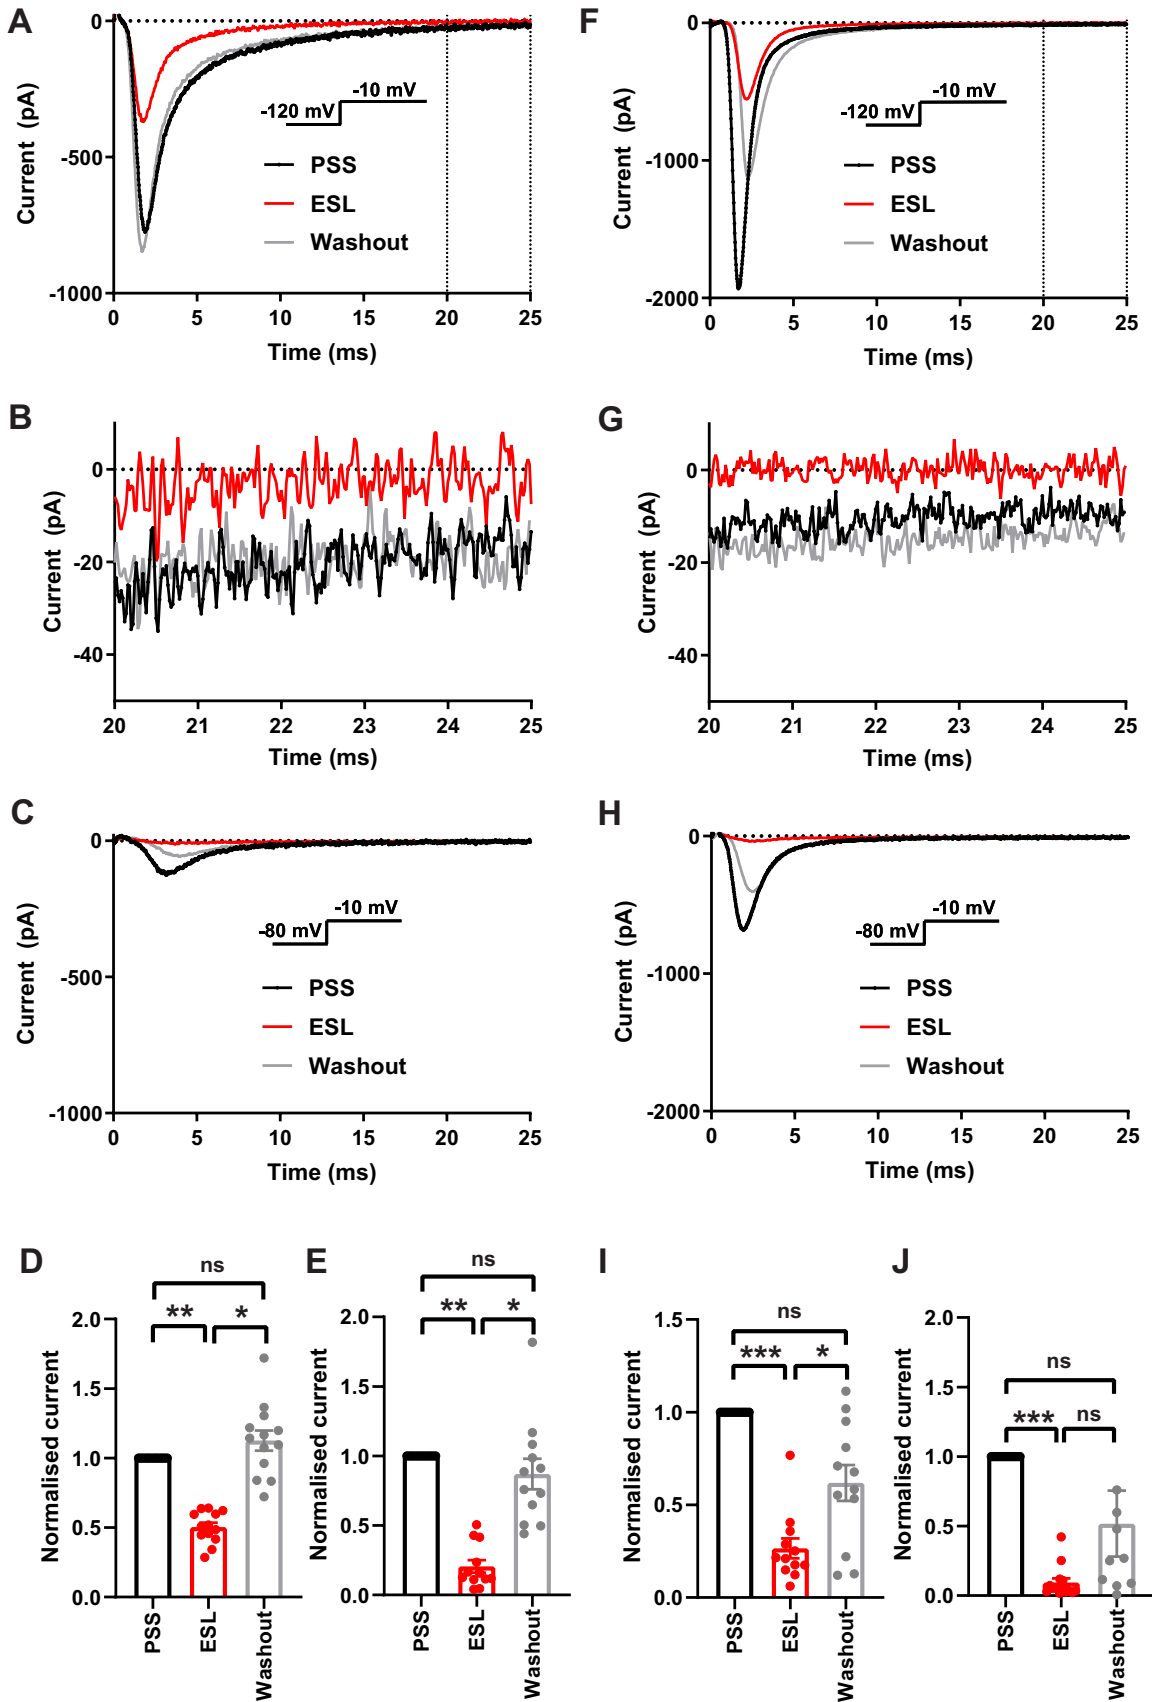 A
0
-500
-1000
Current (pA)
-120 mV
-10 mV
PSS
ESL
Washout
0 5 10 15 20 25
Time (ms)
F
0
-1000
-2000
Current (pA)
-120 mV
-10 mV
PSS
ESL
Washout
0 5 10 15 20 25
Time (ms)
B
0
-20
-40
Current (pA)
20 21 22 23 24 25
Time (ms)
G
0
-20
-40
Current (pA)
20 21 22 23 24 25
Time (ms)
C
0
-500
-1000
Current (pA)
-80 mV
-10 mV
PSS
ESL
Washout
0 5 10 15 20 25
Time (ms)
H
0
-1000
-2000
Current (pA)
-80 mV
-10 mV
PSS
ESL
Washout
0 5 10 15 20 25
Time (ms)
D
ns
** *
2.0
1.5
1.0
0.5
0.0
Normalised current
PSS
ESL
Washout
E
ns
** *
2.0
1.5
1.0
0.5
0.0
Normalised current
PSS
ESL
Washout
I
ns
*** *
1.5
1.0
0.5
0.0
Normalised current
PSS
ESL
Washout
J
ns
*** ns
2.0
1.5
1.0
0.5
0.0
Normalised current
PSS
ESL
Washout